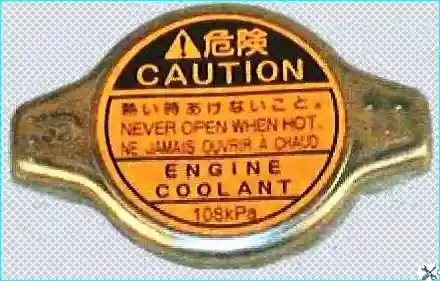 危険
CAUTION
熱い時あけないこと。
NEVER OPEN WHEN HOT.
NE JAMAIS OUVRIR À CHAUD
ENGINE
COOLANT
108kPa